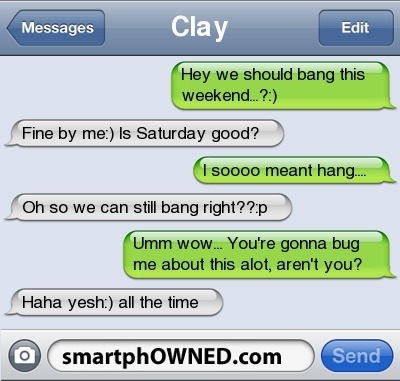 Messages
Clay
Edit
Hey we should bang this
weekend...?:)
Fine by me:) Is Saturday good?
I soooo meant hang....
Oh so we can still bang right??:p
Umm wow... You're gonna bug
me about this alot, aren't you?
Haha yesh:) all the time
smartphOWNED.com
Send